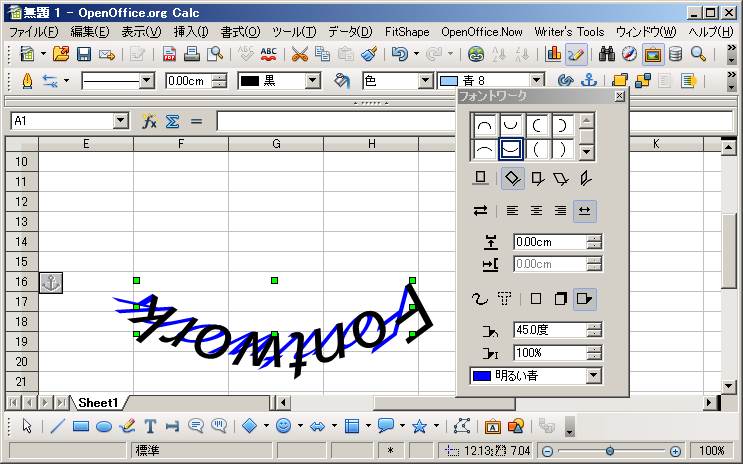 無題 1 - OpenOffice.org Calc
ファイル(F) 編集(E) 表示(V) 挿入(I) 書式(O) ツール(T) データ(D) FitShape OpenOffice.Now Writer's Tools ウィンドウ(W) ヘルプ(H)
ABC ABC
0.00cm 黒 色 青 8
フォントワーク
A1
E F G H K
10
11
12
13
14
15
16
17
18
19
20
21
Fontwork
0.00cm
0.00cm
45.0度
100%
明るい青
Sheet1
標準 * 12.13 7.04 100%